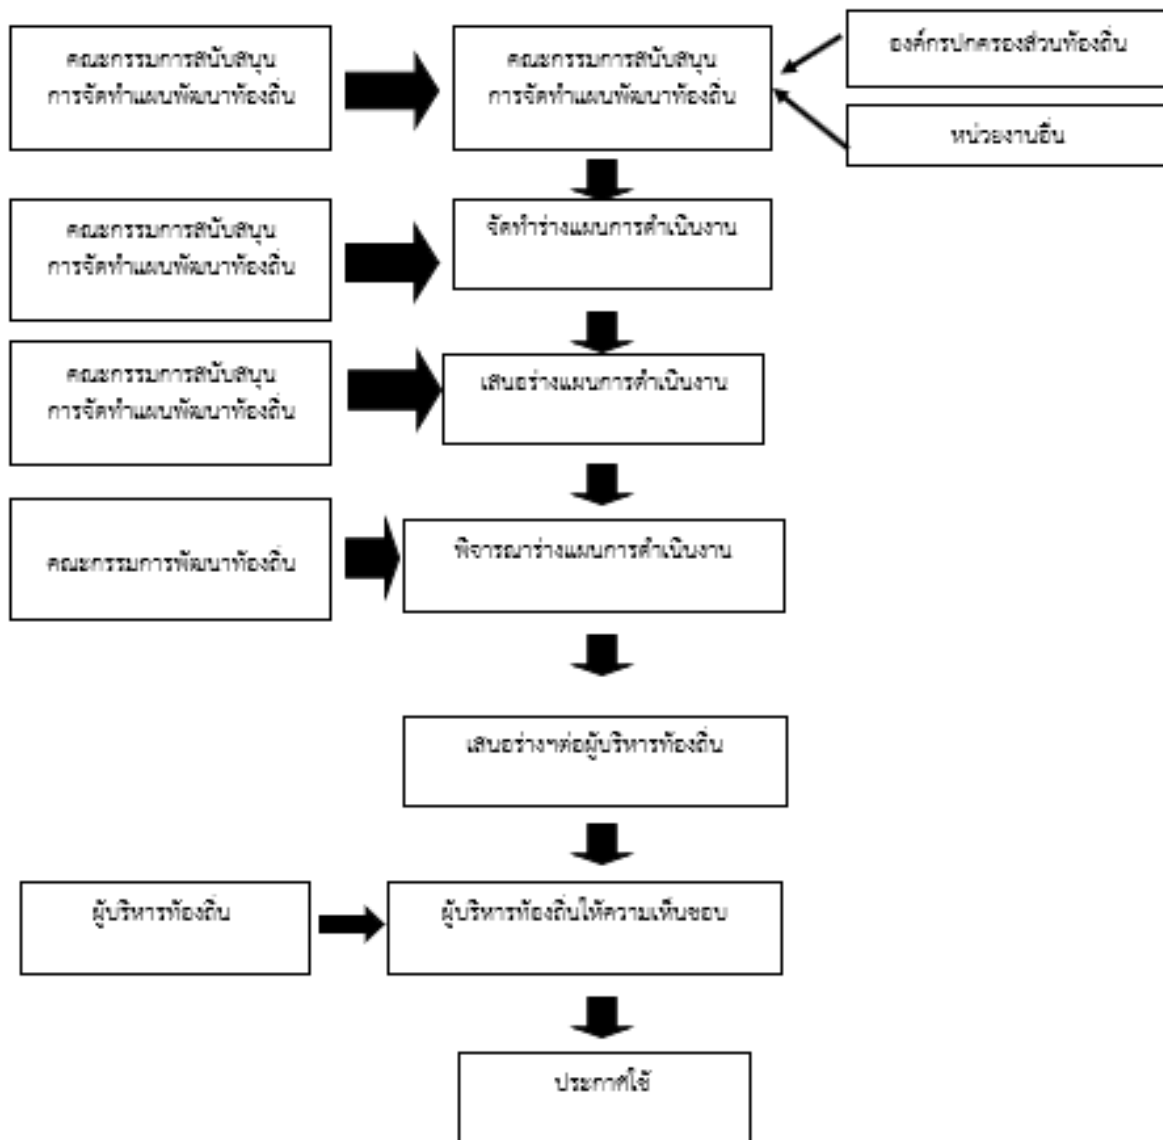 คณะกรรมการสนับสนุน
การจัดทำแผนพัฒนาท้องถิ่น
คณะกรรมการสนับสนุน
การจัดทำแผนพัฒนาท้องถิ่น
องค์กรปกครองส่วนท้องถิ่น
หน่วยงานอื่น
คณะกรรมการสนับสนุน
การจัดทำแผนพัฒนาท้องถิ่น
จัดทำร่างแผนการดำเนินงาน
คณะกรรมการสนับสนุน
การจัดทำแผนพัฒนาท้องถิ่น
เสนอร่างแผนการดำเนินงาน
คณะกรรมการพัฒนาท้องถิ่น
พิจารณาร่างแผนการดำเนินงาน
เสนอร่างฯต่อผู้บริหารท้องถิ่น
ผู้บริหารท้องถิ่น
ผู้บริหารท้องถิ่นให้ความเห็นชอบ
ประกาศใช้